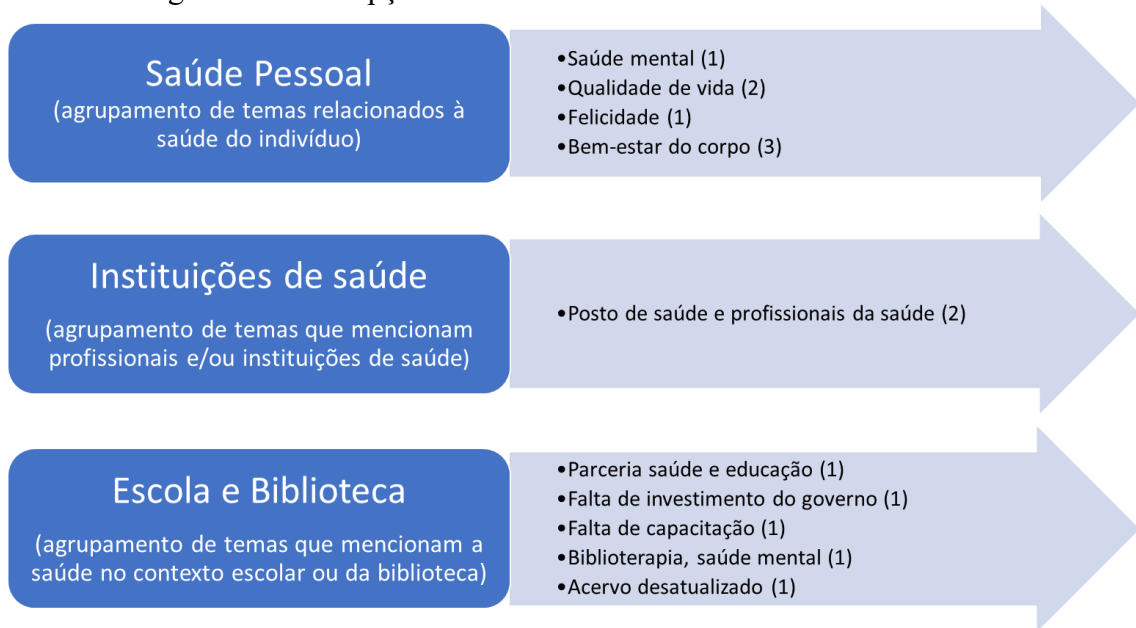 Saúde Pessoal
(agrupamento de temas relacionados à
saúde do indivíduo)
•Saúde mental (1)
•Qualidade de vida (2)
•Felicidade (1)
•Bem-estar do corpo (3)
Instituições de saúde
(agrupamento de temas que mencionam
profissionais e/ou instituições de saúde)
•Posto de saúde e profissionais da saúde (2)
Escola e Biblioteca
(agrupamento de temas que mencionam a
saúde no contexto escolar ou da biblioteca)
•Parceria saúde e educação (1)
•Falta de investimento do governo (1)
•Falta de capacitação (1)
•Biblioterapia, saúde mental (1)
•Acervo desatualizado (1)